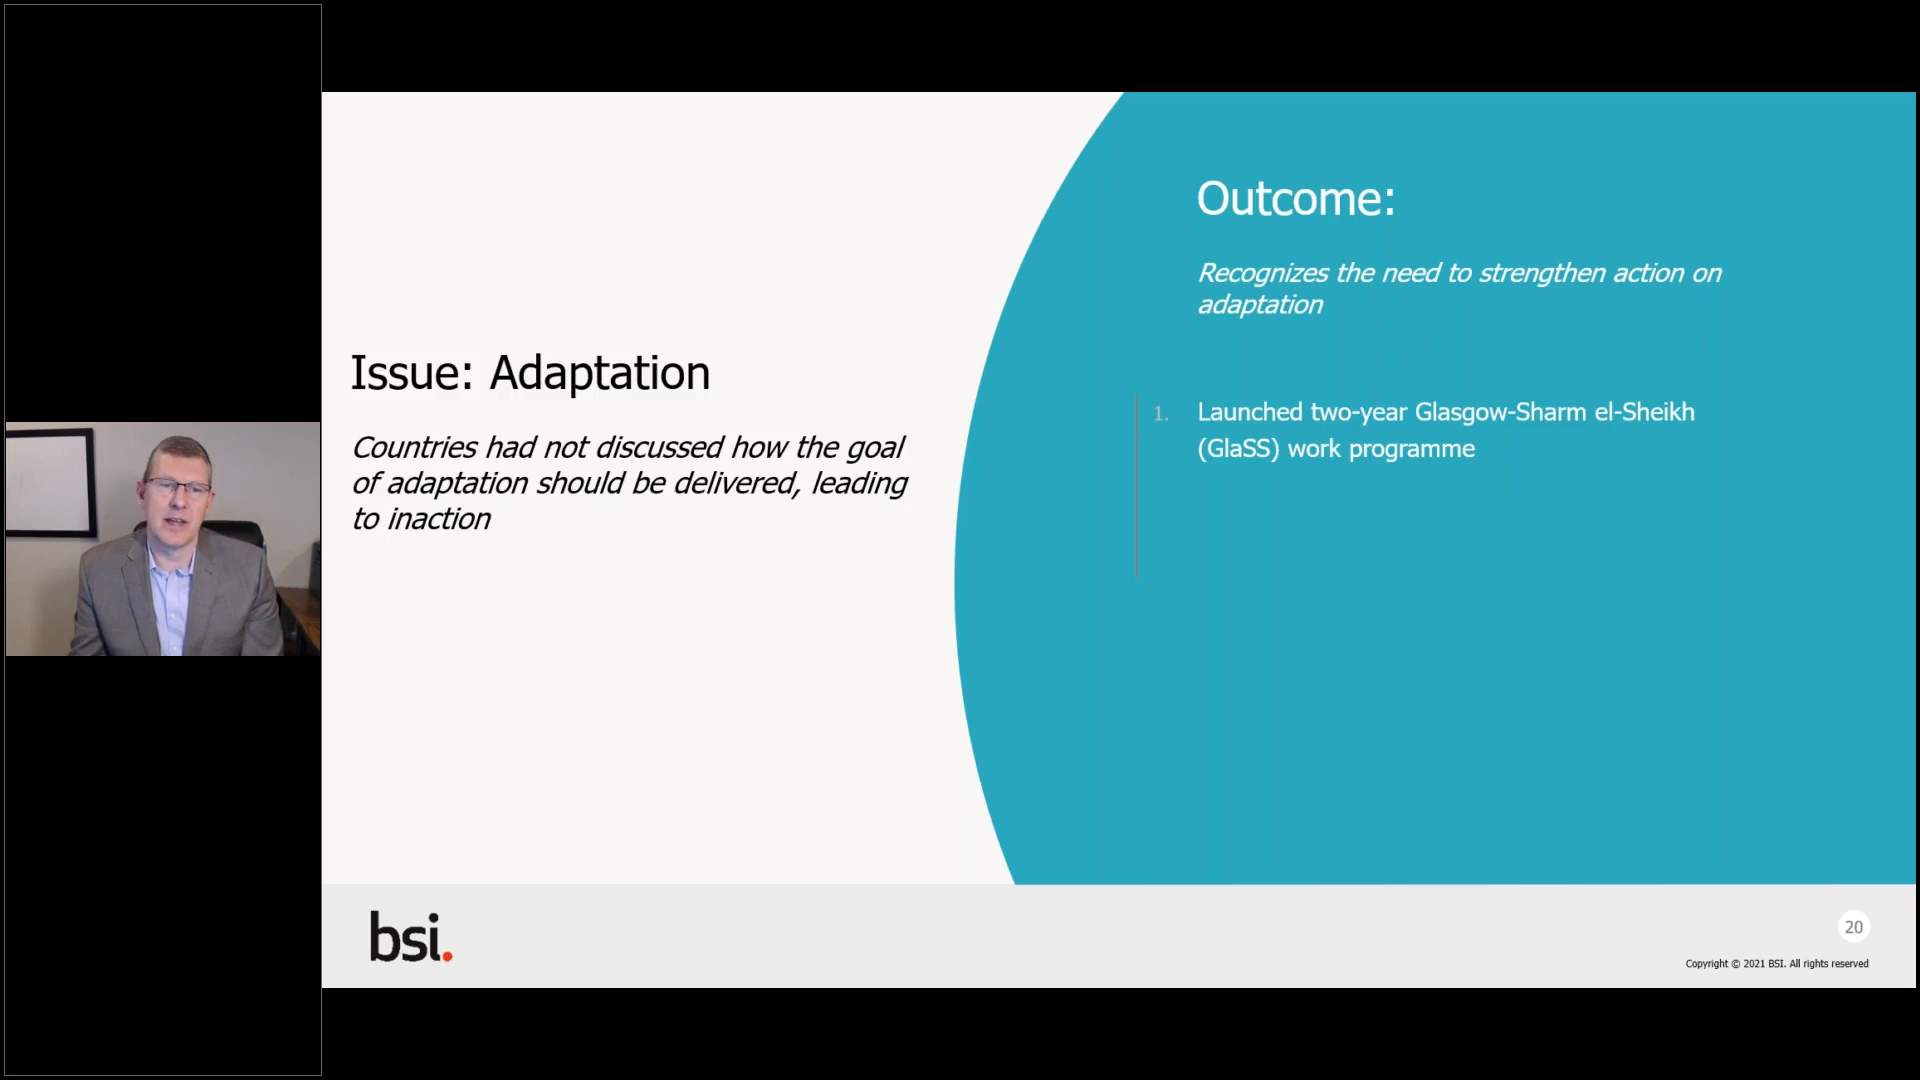 Issue: Adaptation
Countries had not discussed how the goal
of adaptation should be delivered, leading
to inaction
Outcome:
Recognizes the need to strengthen action on
adaptation
1. Launched two-year Glasgow-Sharm el-Sheikh
(GlaSS) work programme
bsi.
20
Copyright © 2021 BSI. All rights reserved